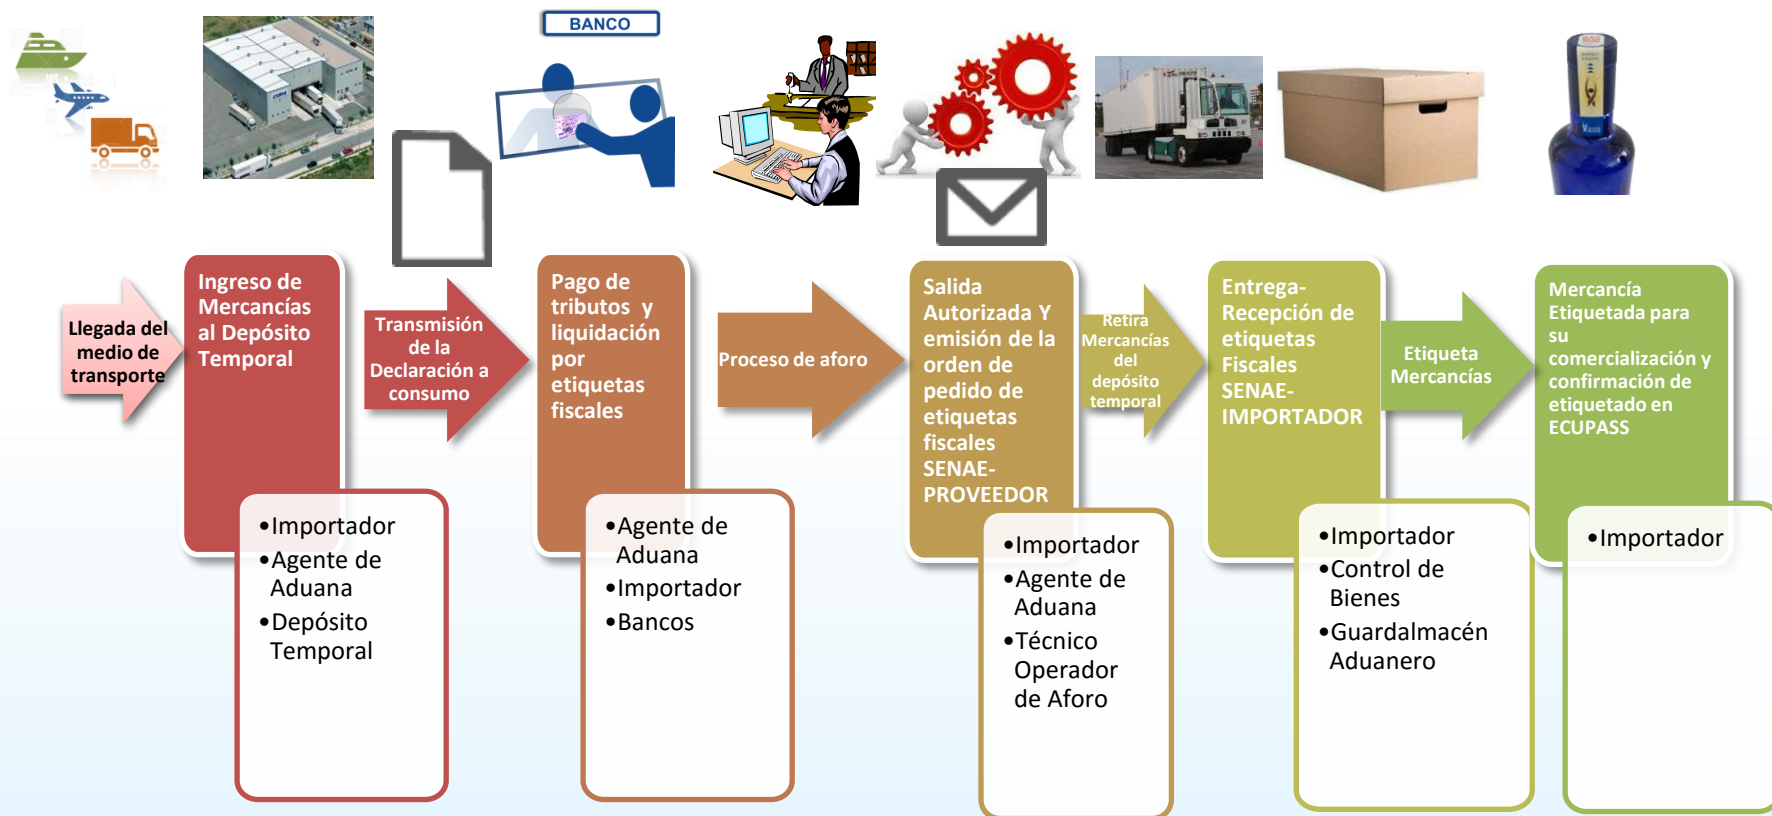 BANCO
Llegada del
medio de
transporte
Ingreso de
Mercancías
al Depósito
Temporal
•Importador
•Agente de
Aduana
•Depósito
Temporal
Transmisión
de la
Declaración a
consumo
Pago de
tributos y
liquidación
por
etiquetas
fiscales
•Agente de
Aduana
•Importador
•Bancos
Proceso de aforo
Salida
Autorizada Y
emisión de la
orden de
pedido de
etiquetas
fiscales
SENAE-
PROVEEDOR
•Importador
•Agente de
Aduana
•Técnico
Operador
de Aforo
Retira
Mercancías
del
depósito
temporal
Entrega-
Recepción de
etiquetas
Fiscales
SENAE-
IMPORTADOR
•Importador
•Control de
Bienes
•Guardalmacén
Aduanero
Etiqueta
Mercancías
Mercancía
Etiquetada para
su
comercialización y
confirmación de
etiquetado en
ECUPASS
•Importador